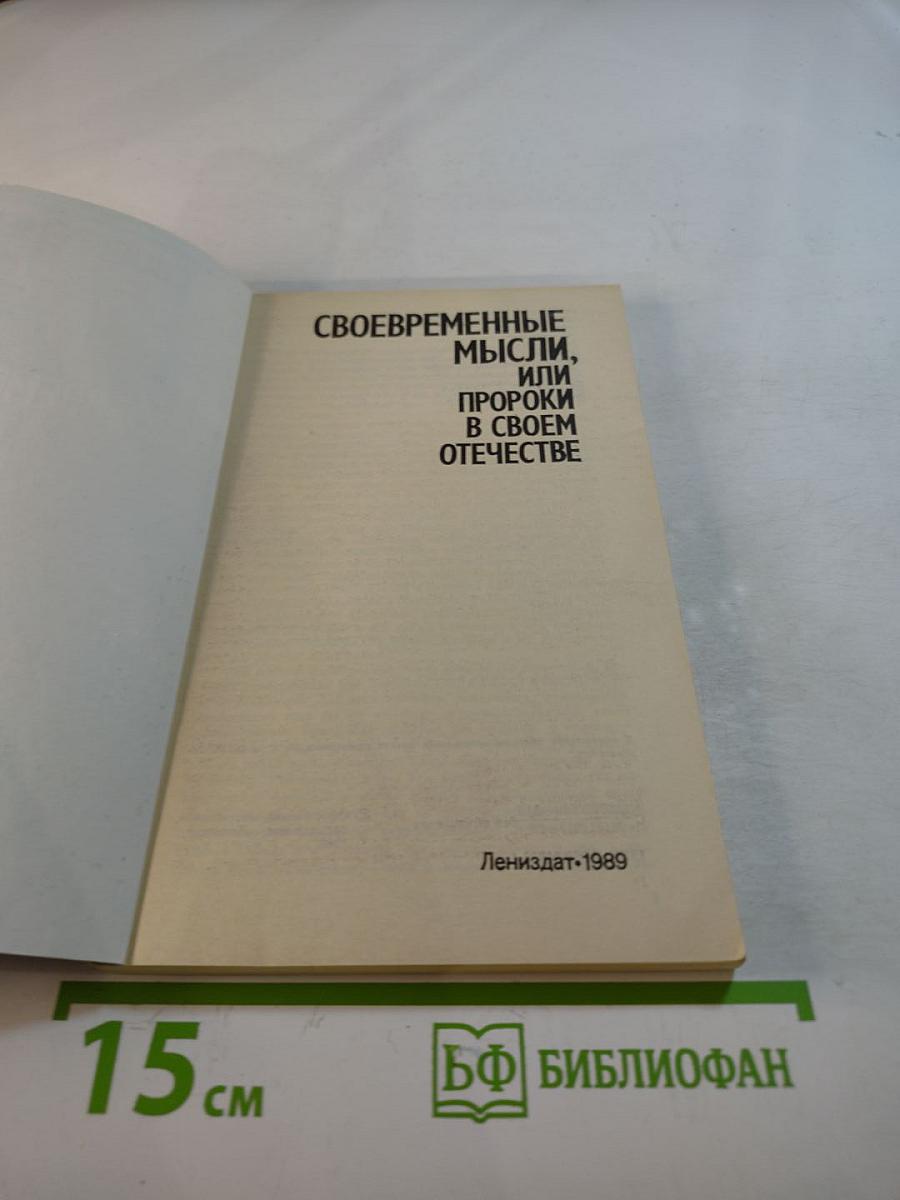 СВОЕВРЕМЕННЫЕ
МЫСЛИ,
ИЛИ
ПРОРОКИ
В СВОЕМ
ОТЕЧЕСТВЕ
Лениздат•1989
15 см
БФ БИБЛИОФАН